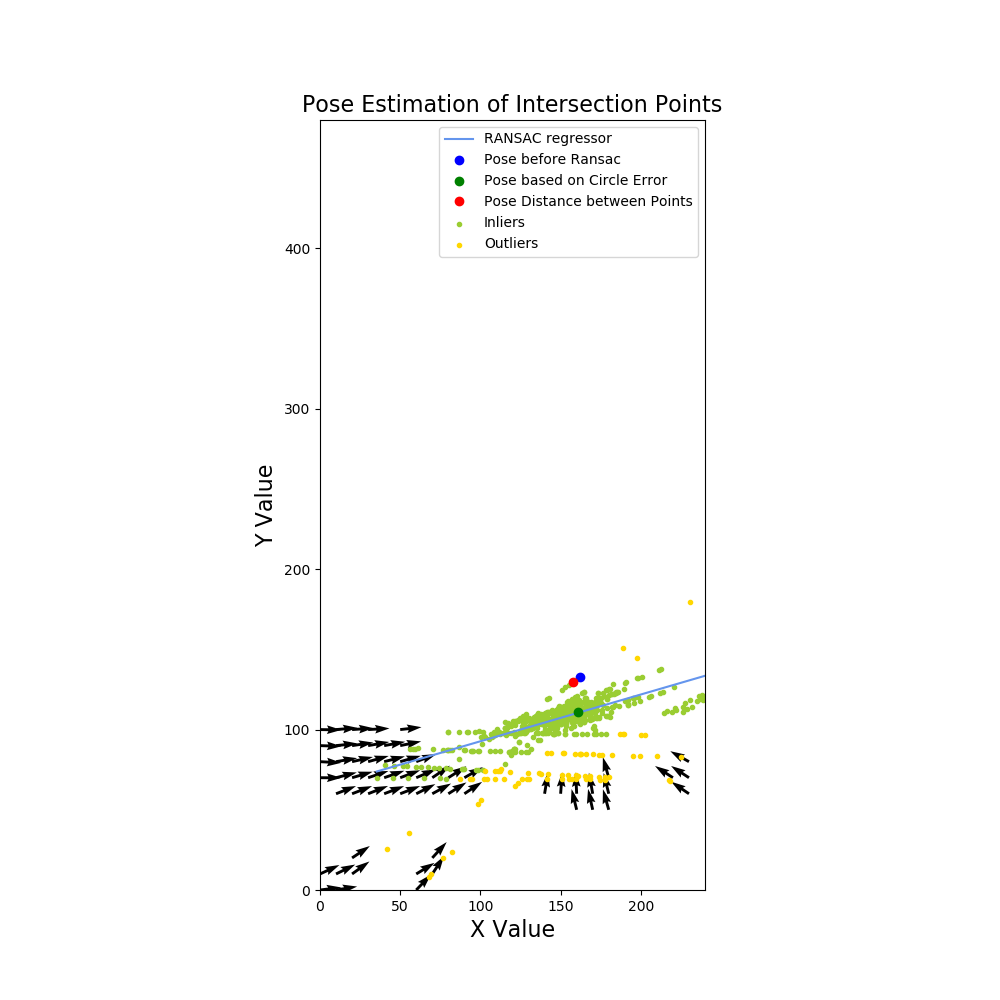 Pose Estimation of Intersection Points
RANSAC regressor
Pose before Ransac
Pose based on Circle Error
Pose Distance between Points
Inliers
Outliers
Y Value
400
300
200
100
0
0 50 100 150 200
X Value